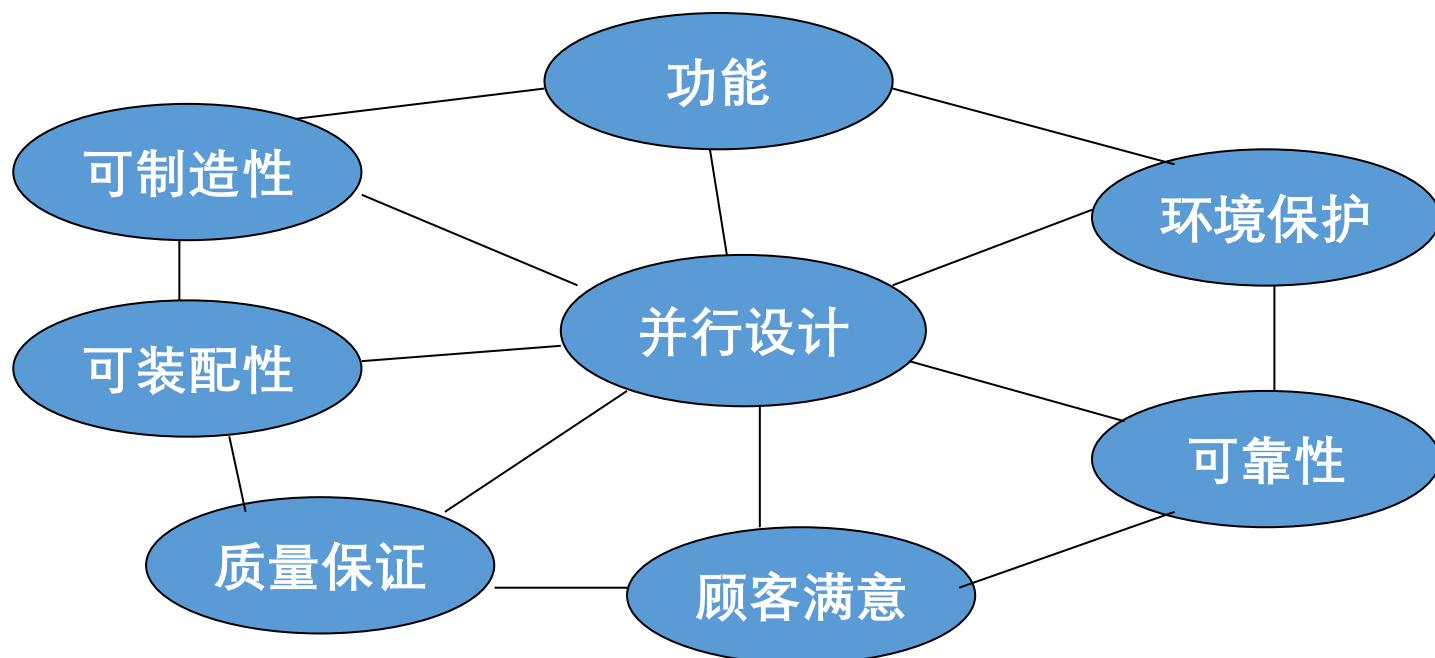 功能
可制造性
环境保护
并行设计
可装配性
可靠性
质量保证
顾客满意